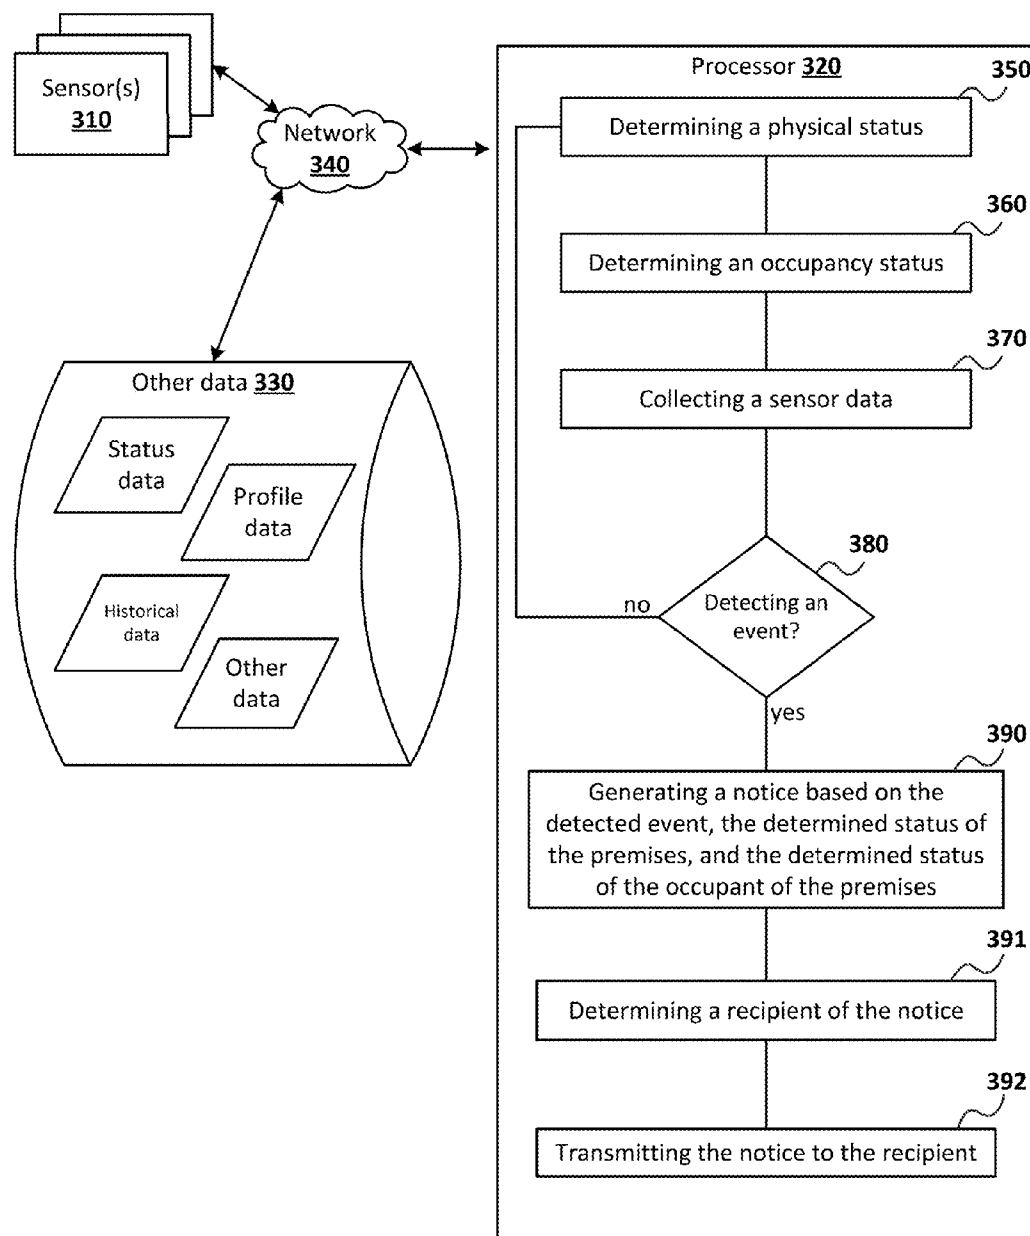 Sensor(s)
310
Network
340
Other data 330
Status
data
Profile
data
Historical
data
Other
data
Processor 320
350
Determining a physical status
360
Determining an occupancy status
370
Collecting a sensor data
380
Detecting an
event?
no
yes
390
Generating a notice based on the
detected event, the determined status of
the premises, and the determined status
of the occupant of the premises
391
Determining a recipient of the notice
392
Transmitting the notice to the recipient